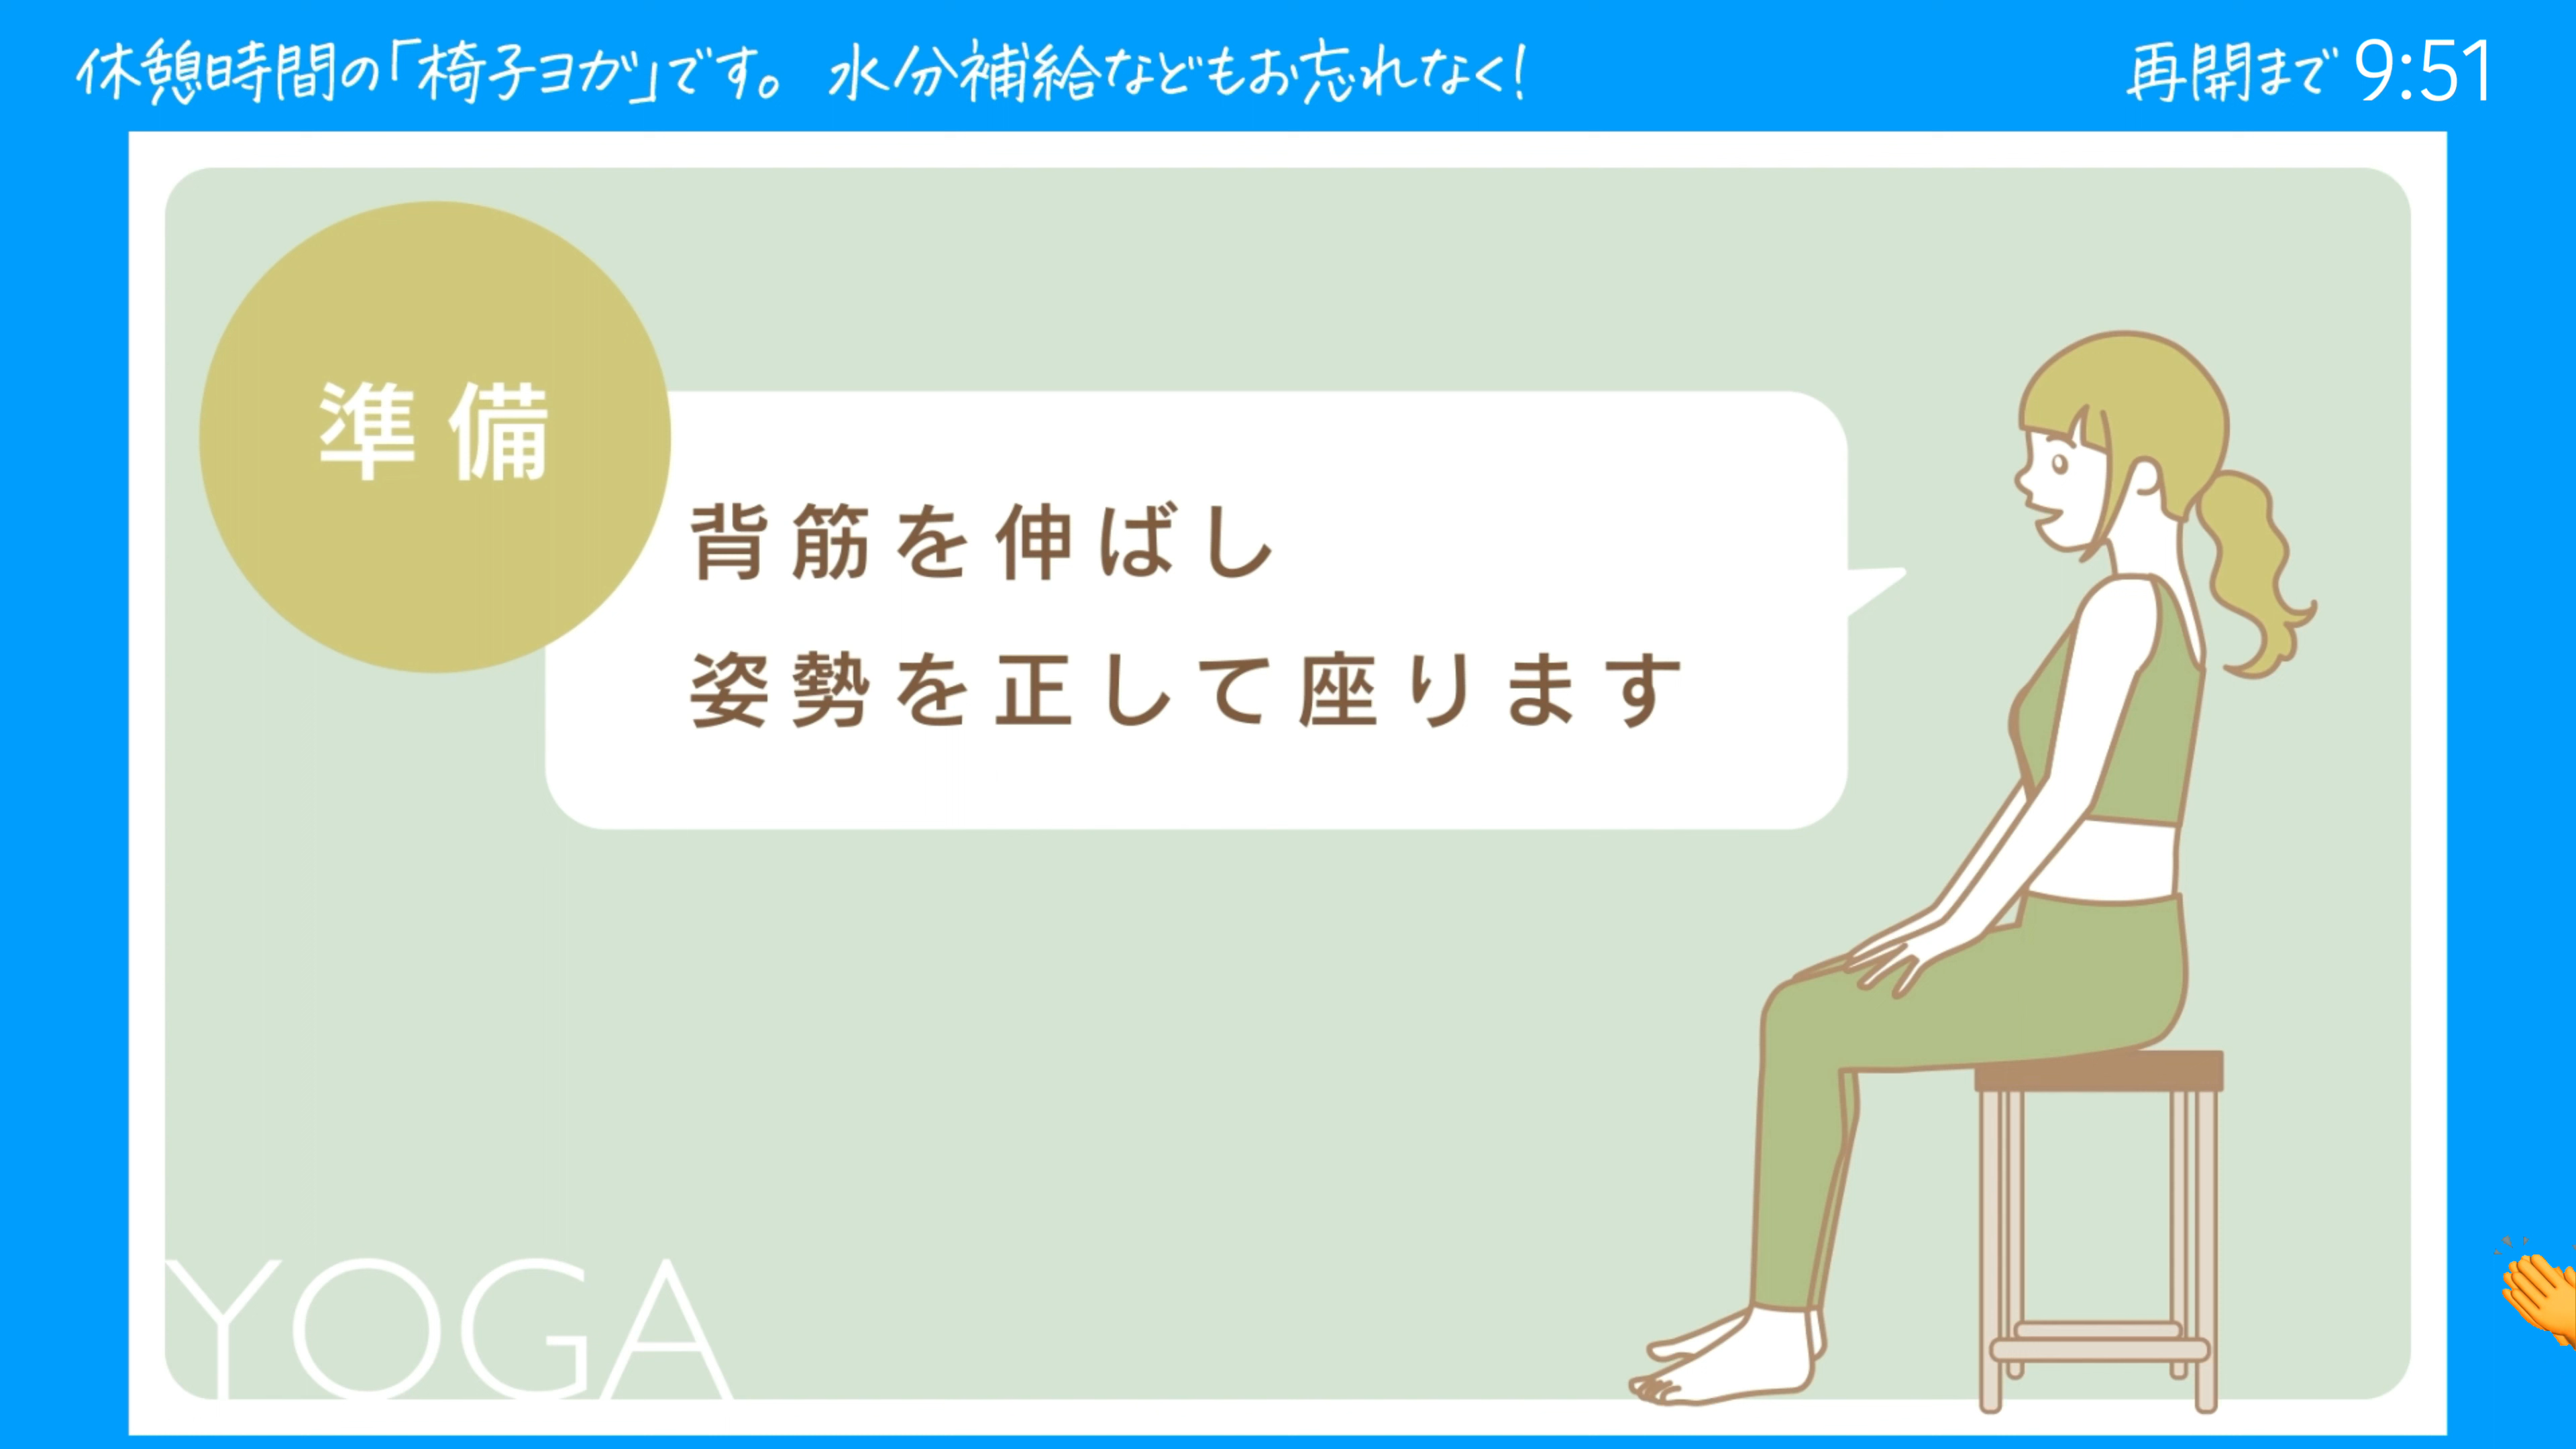 休憩時間の「椅子ヨガ」です。 水分補給などもお忘れなく!
再開まで 9:51
準備
背筋を伸ばし
姿勢を正して座ります
YOGA